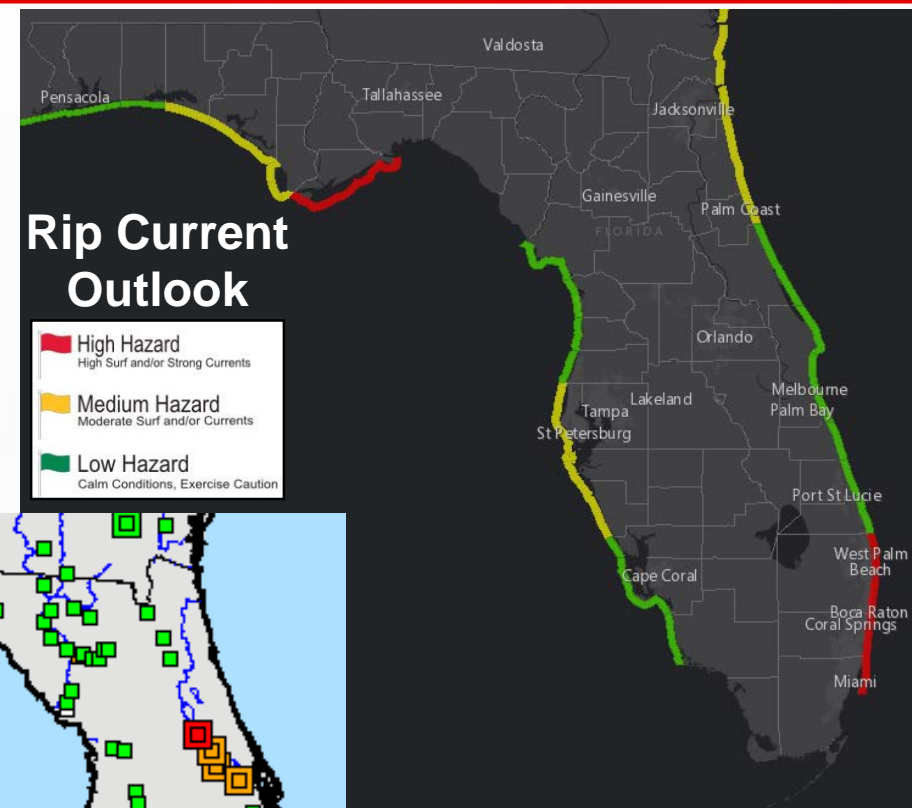 Valdosta
Pensacola
Tallahassee
Jacksonville
Gainesville
Palm Coast
FLORIDA
Rip Current
Outlook
High Hazard
High Surf and/or Strong Currents
Medium Hazard
Moderate Surf and/or Currents
Low Hazard
Calm Conditions, Exercise Caution
Orlando
Melbourne
Palm Bay
Lakeland
Tampa
St Petersburg
Port St Lucie
West Palm
Beach
Cape Coral
Boca Raton
Coral Springs
Miami